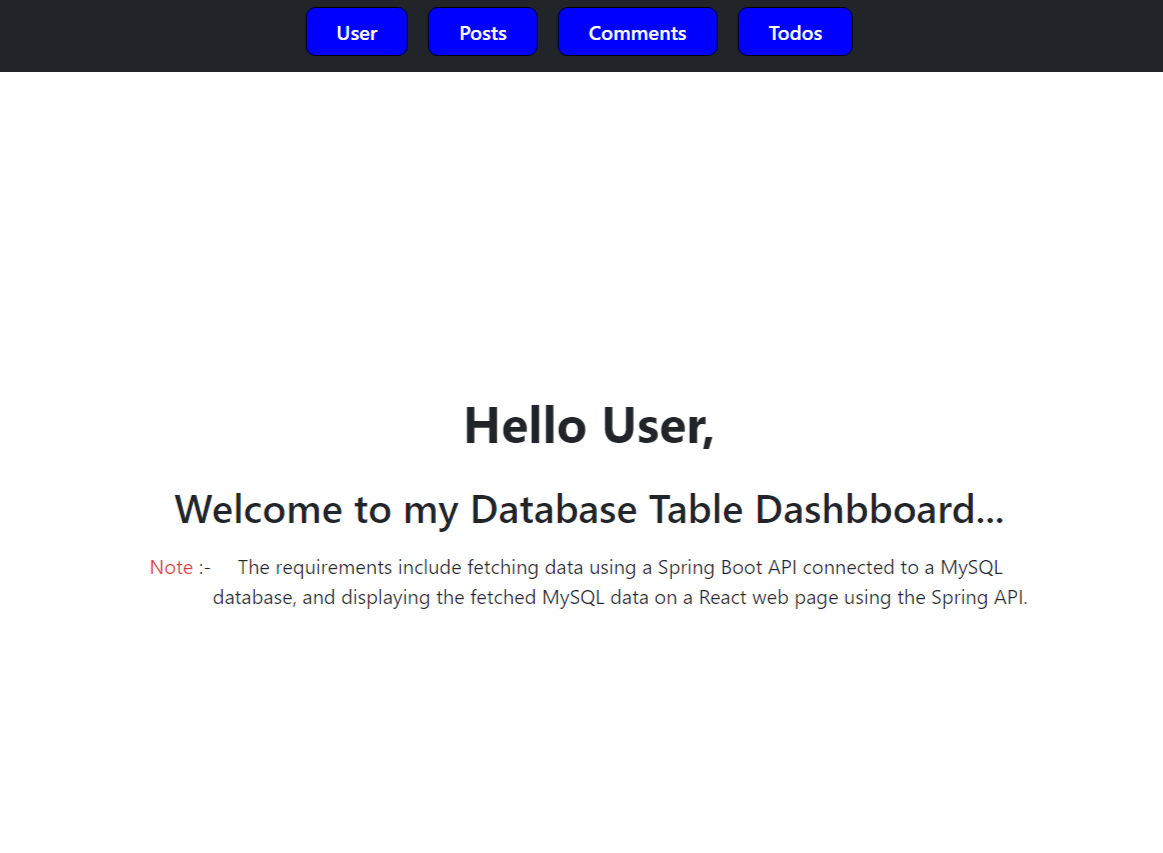 User Posts Comments Todos
Hello User,
Welcome to my Database Table Dashbboard...
Note :- The requirements include fetching data using a Spring Boot API connected to a MySQL
database, and displaying the fetched MySQL data on a React web page using the Spring API.